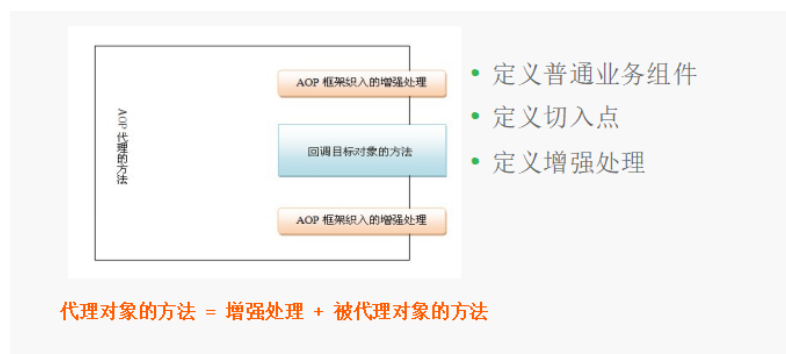 AOP代理的方法
AOP 框架织入的增强处理
回调目标对象的方法
AOP 框架织入的增强处理
• 定义普通业务组件
• 定义切入点
• 定义增强处理
代理对象的方法 = 增强处理 + 被代理对象的方法